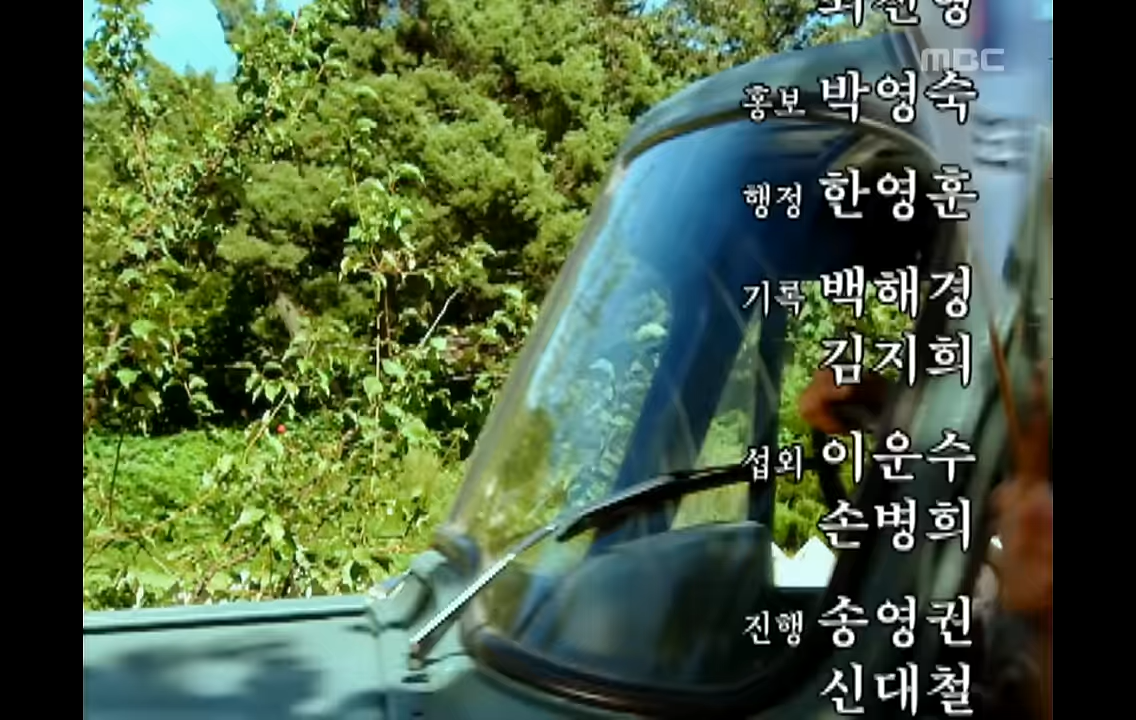 MBC
홍보 박영숙
행정 한영훈
기록 백해경
김지희
섭외 이운수
손병희
진행 송영권
신대철